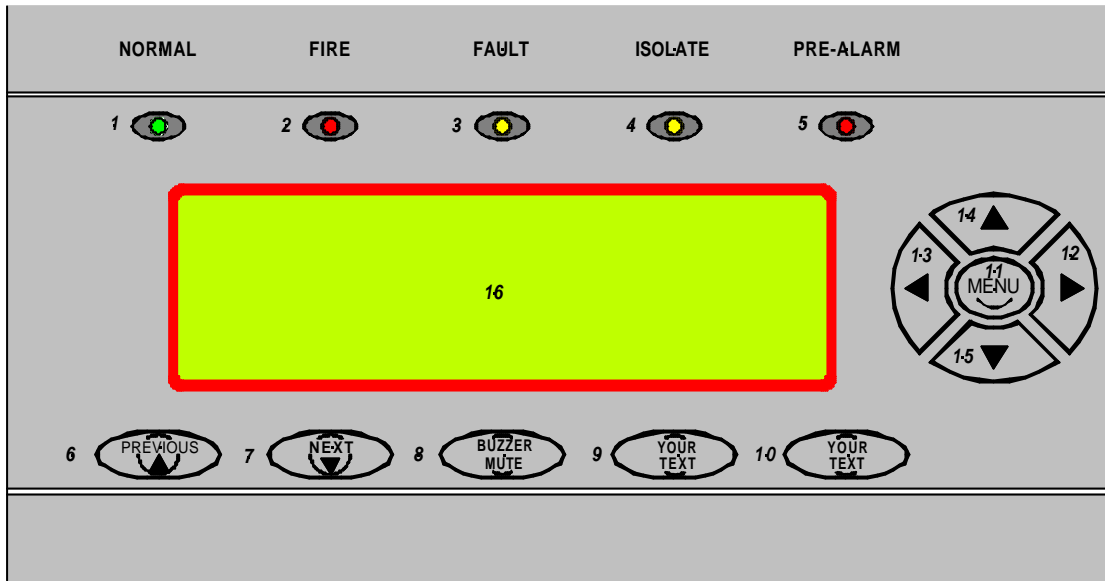 NORMAL FIRE FAULT ISOLATE PRE-ALARM
1 2 3 4 5
14
13 12
11
MENU
16
15
6 PREVIOUS 7 NEXT 8 BUZZER MUTE 9 YOUR TEXT 10 YOUR TEXT